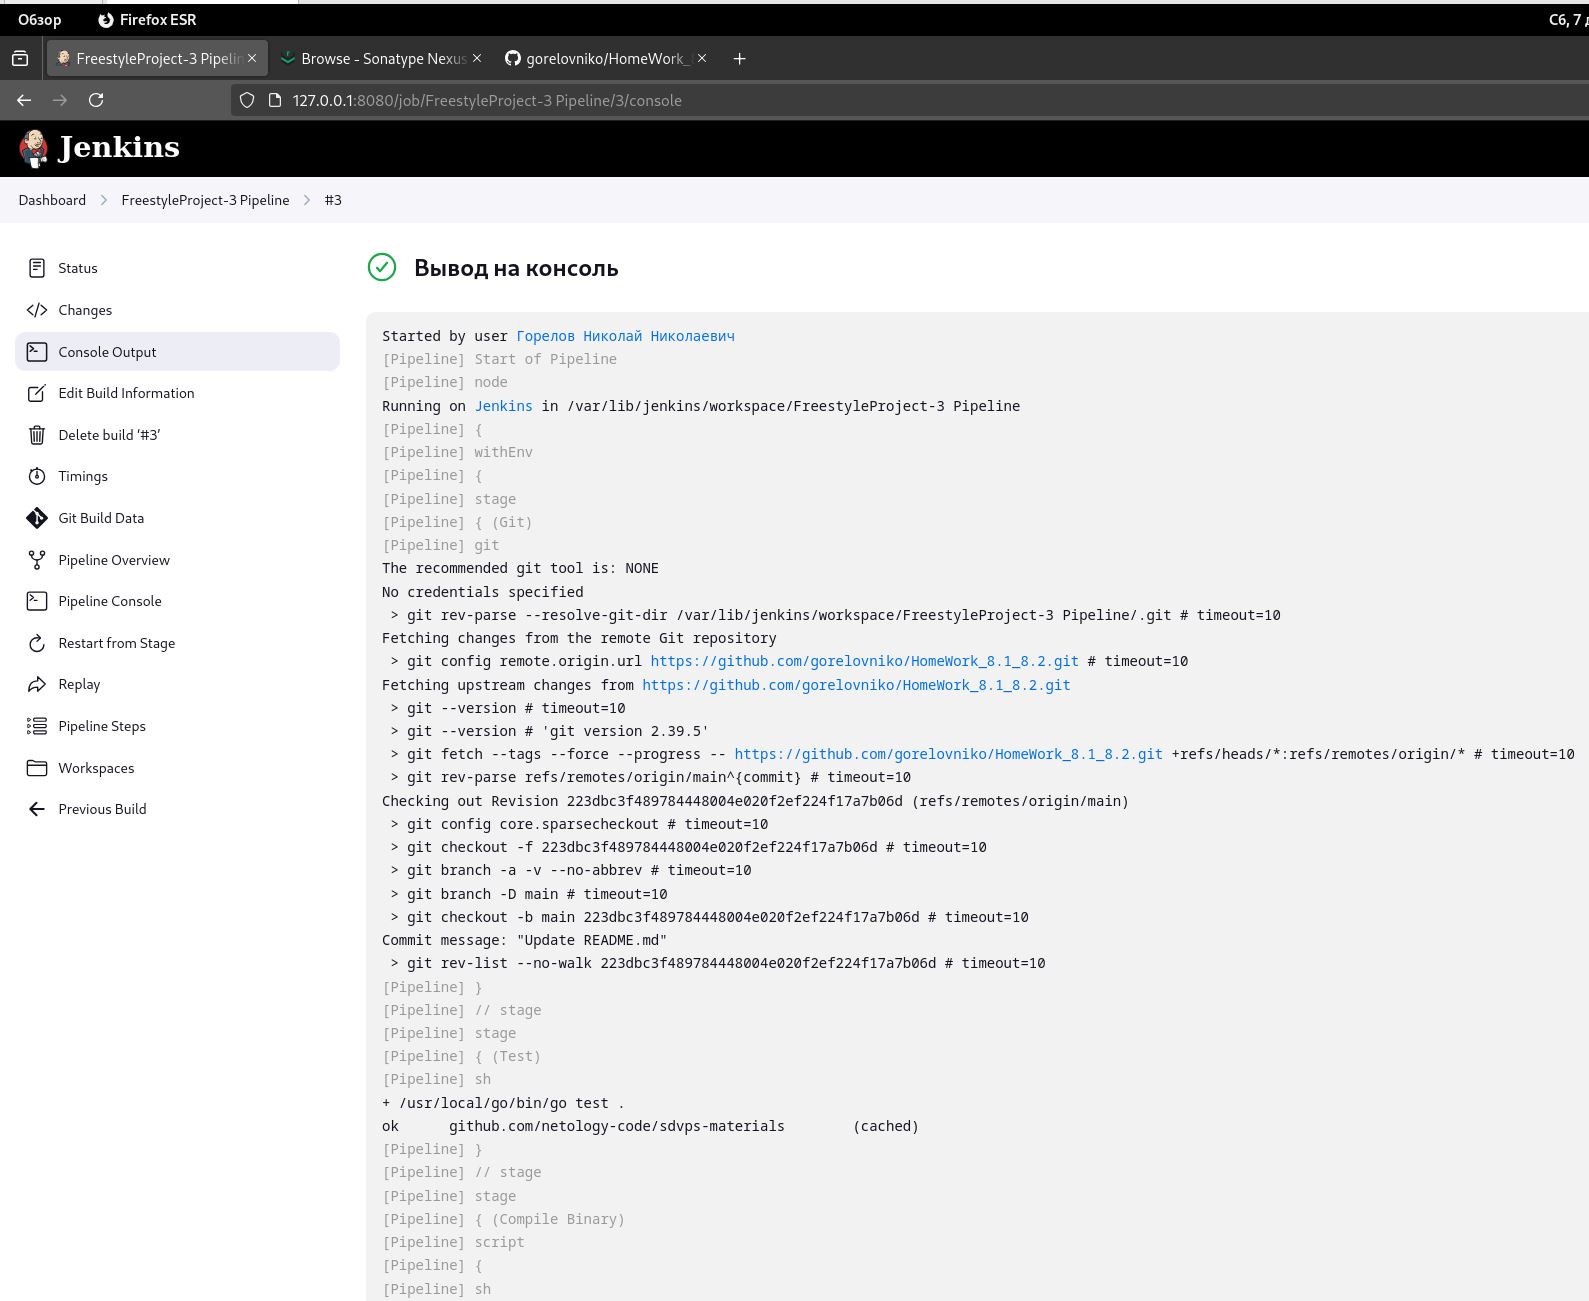 Обзор
Firefox ESR
Сб, 7
FreestyleProject-3 Pipelin
Browse - Sonatype Nexus
gorelovniko/HomeWork_
127.0.0.1:8080/job/FreestyleProject-3 Pipeline/3/console
Jenkins
Dashboard
FreestyleProject-3 Pipeline
#3
Status
Changes
Console Output
Edit Build Information
Delete build ‘#3’
Timings
Git Build Data
Pipeline Overview
Pipeline Console
Restart from Stage
Replay
Pipeline Steps
Workspaces
Previous Build
Вывод на консоль
Started by user Горелов Николай Николаевич
[Pipeline] Start of Pipeline
[Pipeline] node
Running on Jenkins in /var/lib/jenkins/workspace/FreestyleProject-3 Pipeline
[Pipeline] {
[Pipeline] withEnv
[Pipeline] {
[Pipeline] stage
[Pipeline] { (Git)
[Pipeline] git
The recommended git tool is: NONE
No credentials specified
> git rev-parse --resolve-git-dir /var/lib/jenkins/workspace/FreestyleProject-3 Pipeline/.git # timeout=10
Fetching changes from the remote Git repository
> git config remote.origin.url https://github.com/gorelovniko/HomeWork_8.1_8.2.git # timeout=10
Fetching upstream changes from https://github.com/gorelovniko/HomeWork_8.1_8.2.git
> git --version # timeout=10
> git --version # 'git version 2.39.5'
> git fetch --tags --force --progress -- https://github.com/gorelovniko/HomeWork_8.1_8.2.git +refs/heads/*:refs/remotes/origin/* # timeout=10
> git rev-parse refs/remotes/origin/main^{commit} # timeout=10
Checking out Revision 223dbc3f489784448004e020f2ef224f17a7b06d (refs/remotes/origin/main)
> git config core.sparsecheckout # timeout=10
> git checkout -f 223dbc3f489784448004e020f2ef224f17a7b06d # timeout=10
> git branch -a -v --no-abbrev # timeout=10
> git branch -D main # timeout=10
> git checkout -b main 223dbc3f489784448004e020f2ef224f17a7b06d # timeout=10
Commit message: "Update README.md"
> git rev-list --no-walk 223dbc3f489784448004e020f2ef224f17a7b06d # timeout=10
[Pipeline] }
[Pipeline] // stage
[Pipeline] stage
[Pipeline] { (Test)
[Pipeline] sh
+ /usr/local/go/bin/go test .
ok github.com/netology-code/sdvps-materials (cached)
[Pipeline] }
[Pipeline] // stage
[Pipeline] stage
[Pipeline] { (Compile Binary)
[Pipeline] script
[Pipeline] {
[Pipeline] sh